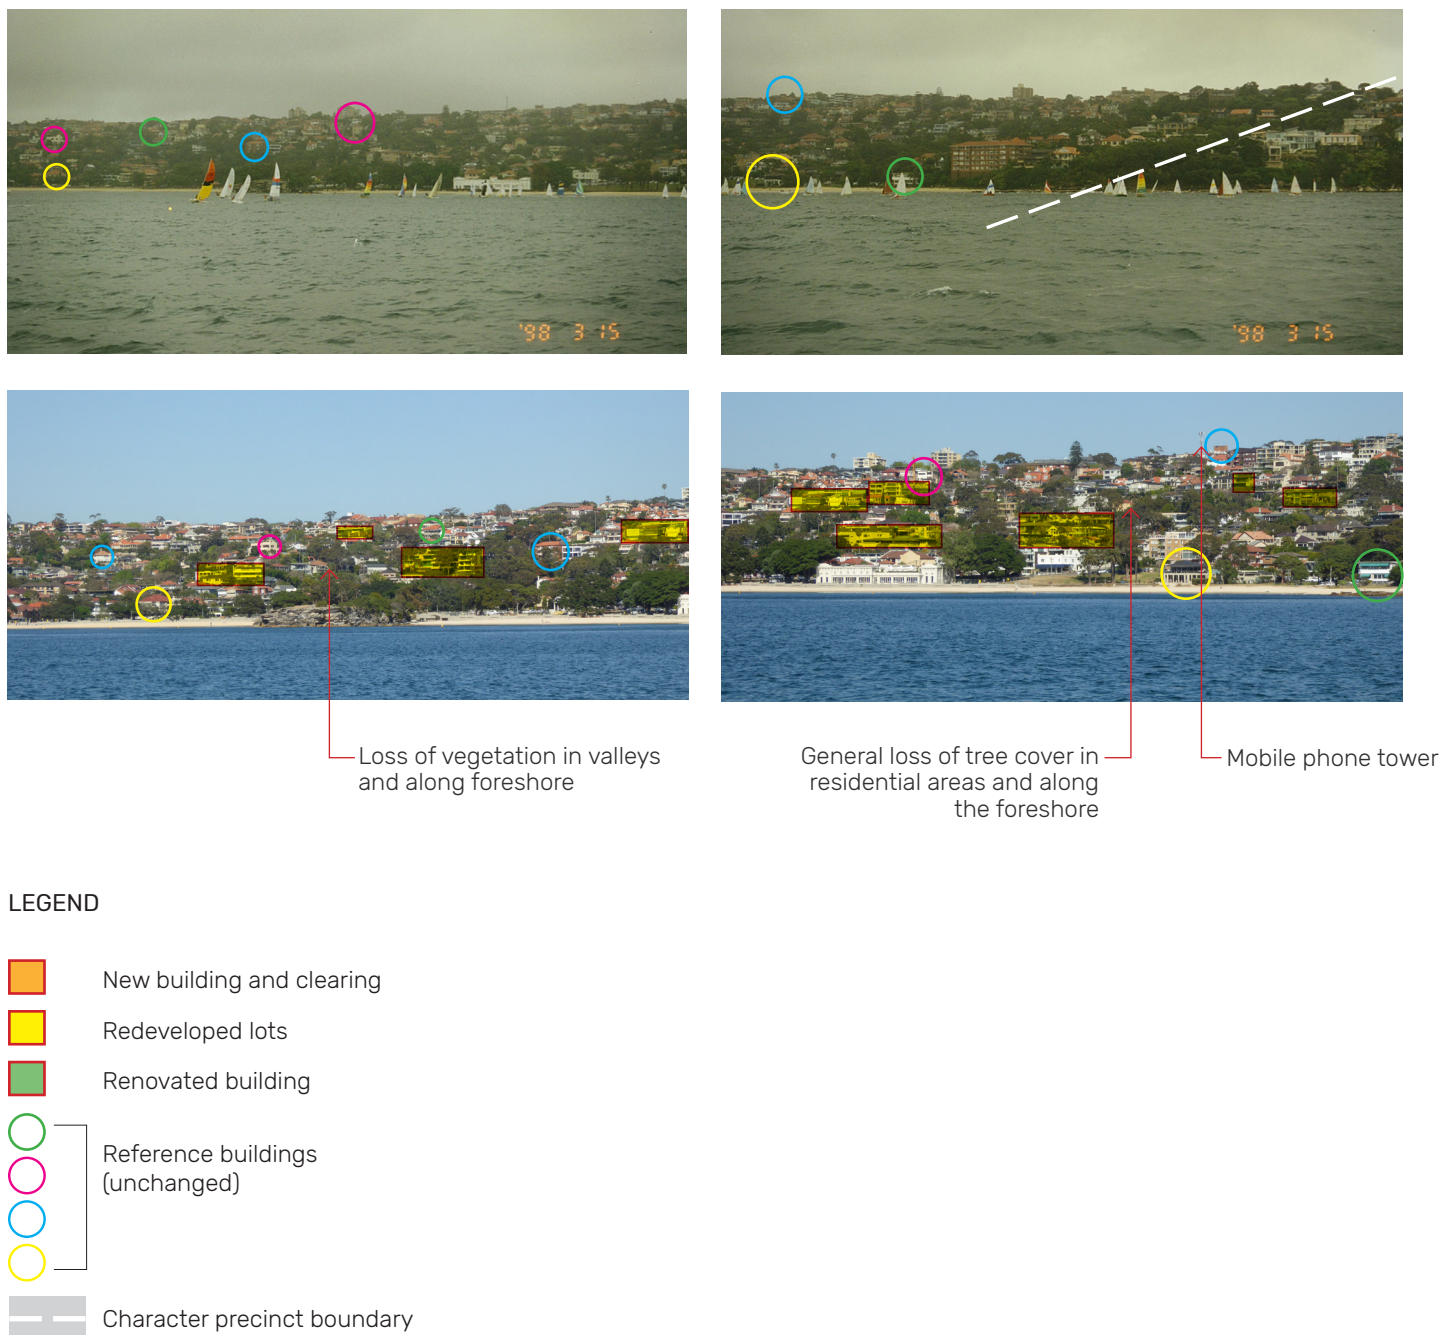 '98 3 15
'98 3 15
Loss of vegetation in valleys
and along foreshore
General loss of tree cover in
residential areas and along
the foreshore
Mobile phone tower
LEGEND
New building and clearing
Redeveloped lots
Renovated building
Reference buildings
(unchanged)
Character precinct boundary